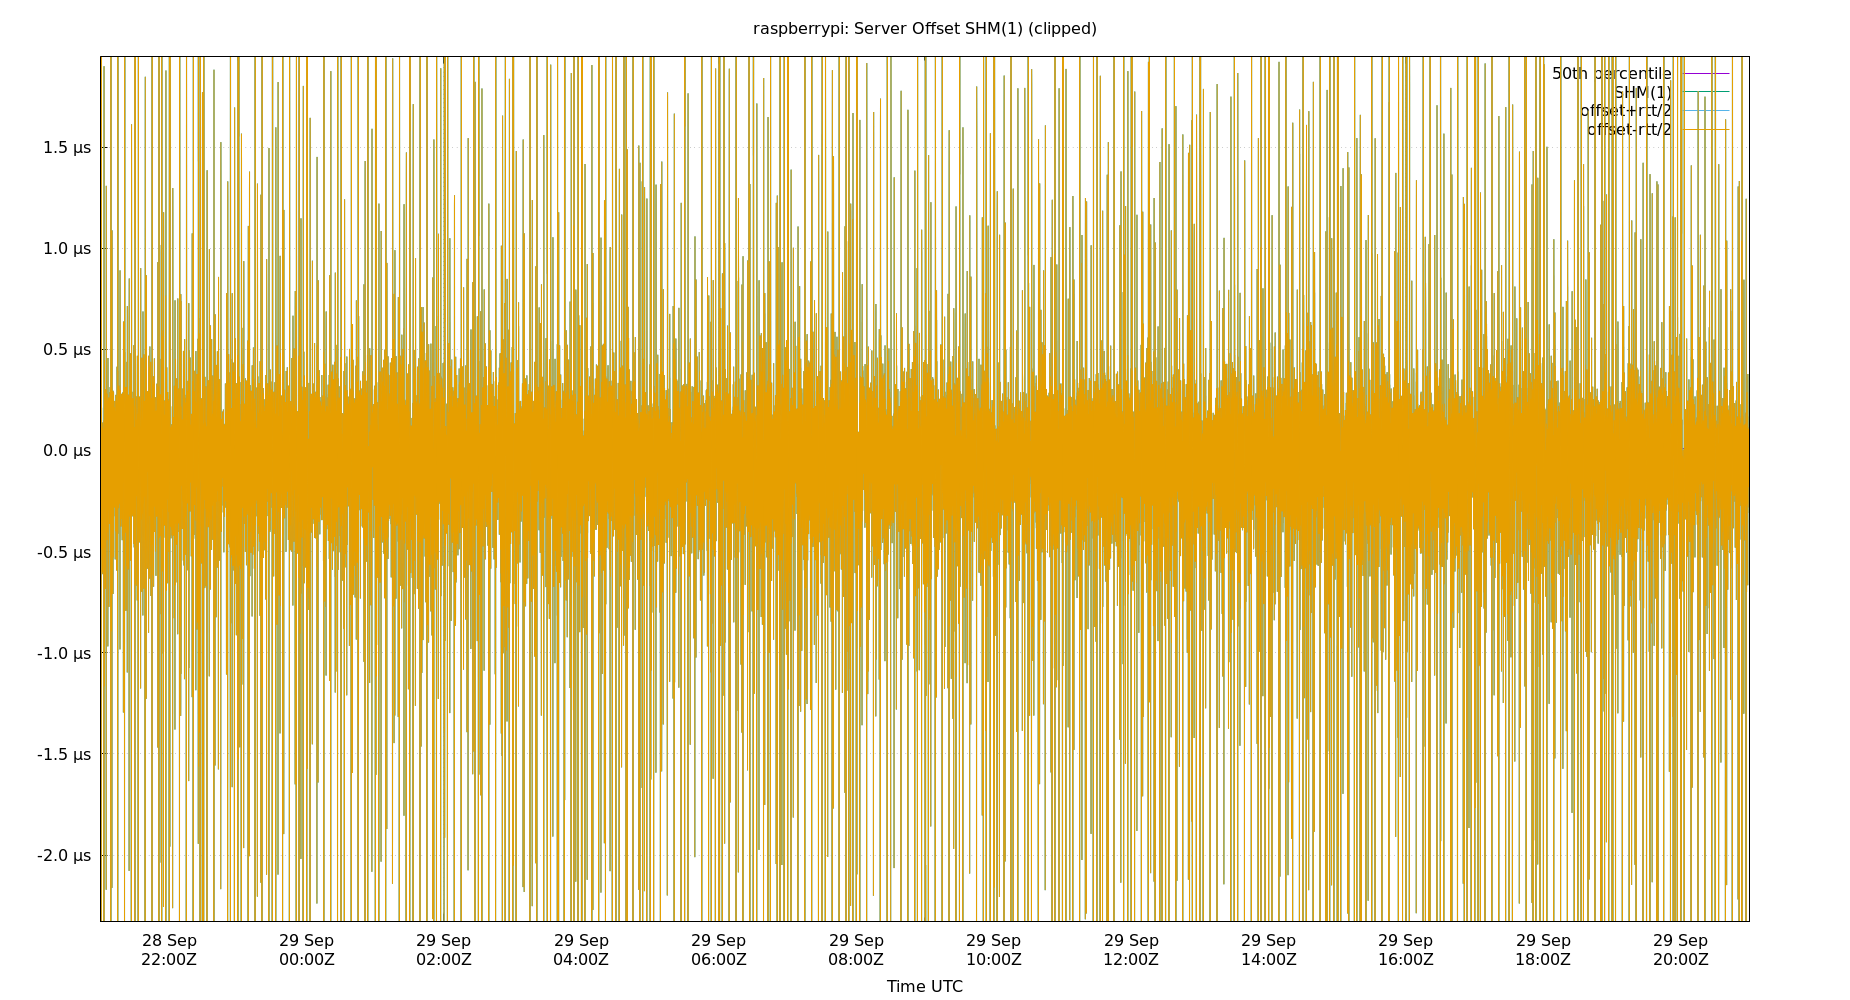 raspberrypi: Server Offset SHM(1) (clipped)
50th percentile
SHM(1)
offset+rtt/2
offset-rtt/2
1.5 µs
1.0 µs
0.5 µs
0.0 µs
-0.5 µs
-1.0 µs
-1.5 µs
-2.0 µs
28 Sep 29 Sep 29 Sep 29 Sep 29 Sep 29 Sep 29 Sep 29 Sep 29 Sep 29 Sep 29 Sep 29 Sep
22:00Z 00:00Z 02:00Z 04:00Z 06:00Z 08:00Z 10:00Z 12:00Z 14:00Z 16:00Z 18:00Z 20:00Z
Time UTC